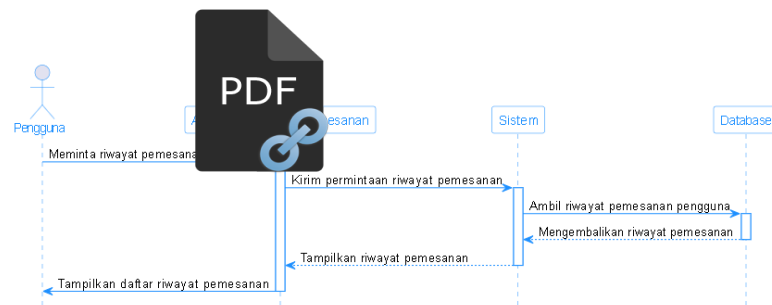 PDF
Pengguna
A
esanan
Sistem
Database
Meminta riwayat pemesana
Kirim permintaan riwayat pemesanan
Ambil riwayat pemesanan pengguna
Mengembalikan riwayat pemesanan
Tampilkan riwayat pemesanan
Tampilkan daftar riwayat pemesanan